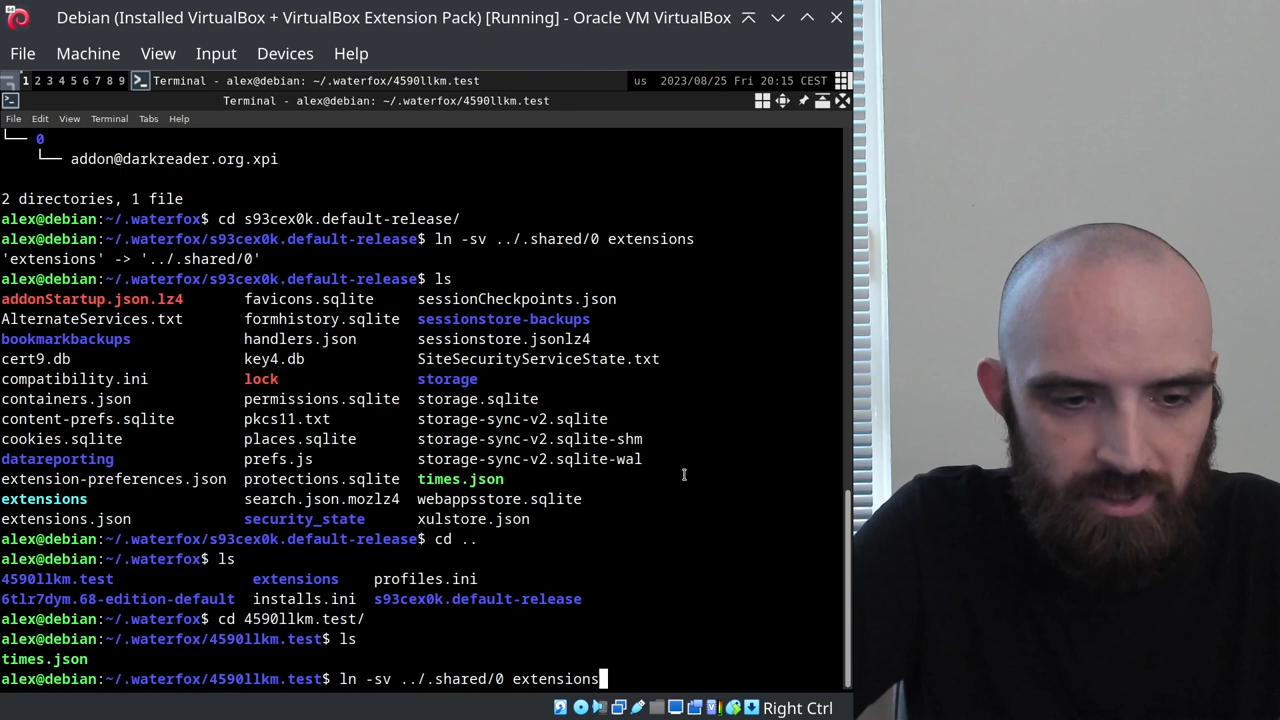 Debian (Installed VirtualBox + VirtualBox Extension Pack) [Running] - Oracle VM VirtualBox
File Machine View Input Devices Help
1 2 3 4 5 6 7 8 9 Terminal - alex@debian: ~/.waterfox/4590llkm.test us 2023/08/25 Fri 20:15 CEST
Terminal - alex@debian: ~/.waterfox/4590llkm.test
File Edit View Terminal Tabs Help
└── 0
└── addon@darkreader.org.xpi
2 directories, 1 file
alex@debian:~/.waterfox$ cd s93cex0k.default-release/
alex@debian:~/.waterfox/s93cex0k.default-release$ ln -sv ../.shared/0 extensions
'extensions' -> '../.shared/0'
alex@debian:~/.waterfox/s93cex0k.default-release$ ls
addonStartup.json.lz4 favicons.sqlite sessionCheckpoints.json
AlternateServices.txt formhistory.sqlite sessionstore-backups
bookmarkbackups handlers.json sessionstore.jsonlz4
cert9.db key4.db SiteSecurityServiceState.txt
compatibility.ini lock storage
containers.json permissions.sqlite storage.sqlite
content-prefs.sqlite pkcs11.txt storage-sync-v2.sqlite
cookies.sqlite places.sqlite storage-sync-v2.sqlite-shm
datareporting prefs.js storage-sync-v2.sqlite-wal
extension-preferences.json protections.sqlite times.json
extensions search.json.mozlz4 webappsstore.sqlite
extensions.json security_state xulstore.json
alex@debian:~/.waterfox/s93cex0k.default-release$ cd ..
alex@debian:~/.waterfox$ ls
4590llkm.test extensions profiles.ini
6tlr7dym.68-edition-default installs.ini s93cex0k.default-release
alex@debian:~/.waterfox$ cd 4590llkm.test/
alex@debian:~/.waterfox/4590llkm.test$ ls
times.json
alex@debian:~/.waterfox/4590llkm.test$ ln -sv ../.shared/0 extensions
Right Ctrl